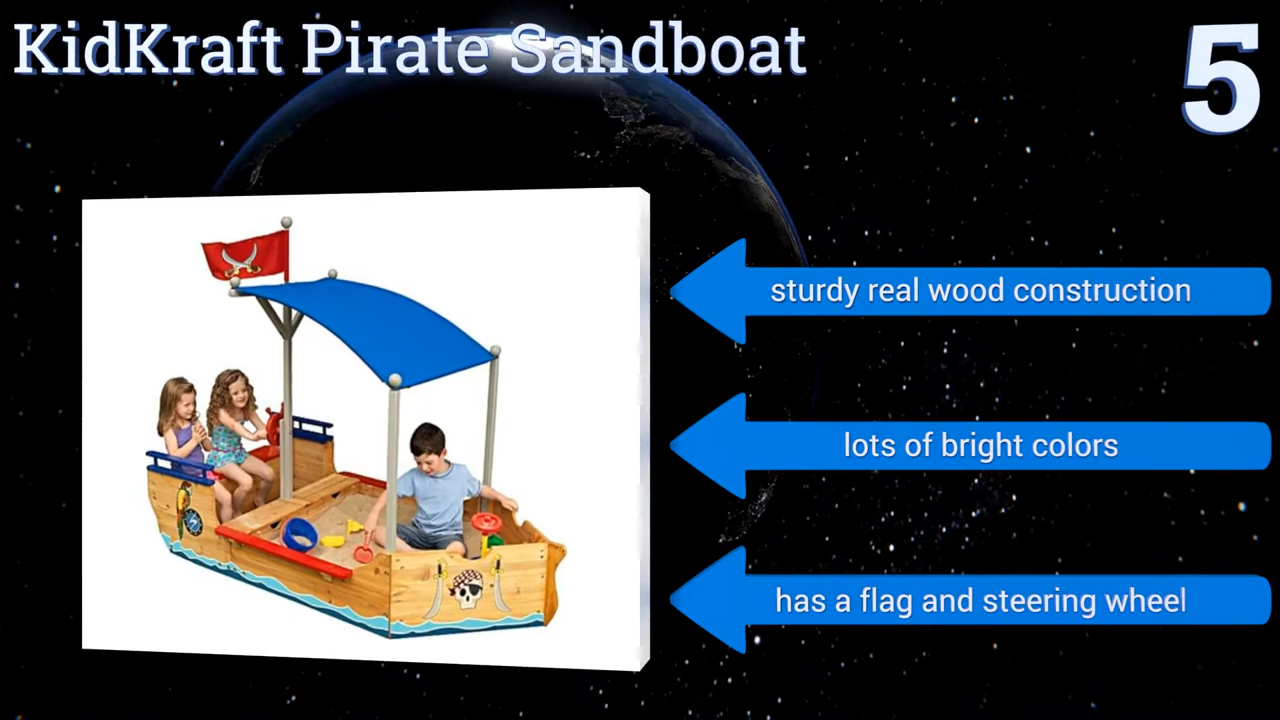 KidKraft Pirate Sandboat
5
sturdy real wood construction
lots of bright colors
has a flag and steering wheel